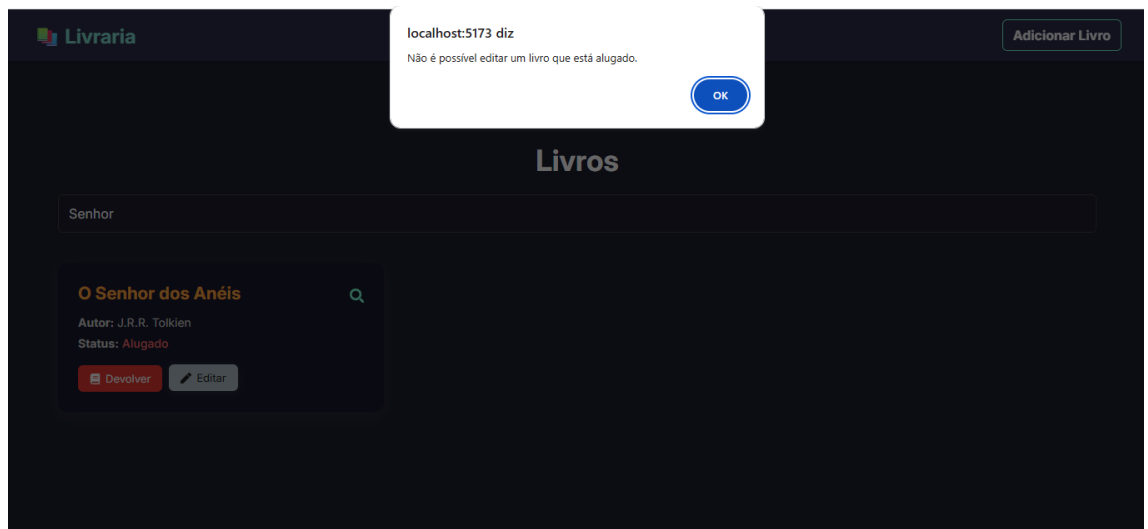 Livraria
localhost:5173 diz
Não é possível editar um livro que está alugado.
OK
Adicionar Livro
Livros
Senhor
O Senhor dos Anéis
Autor: J.R.R. Tolkien
Status: Alugado
Devolver
Editar